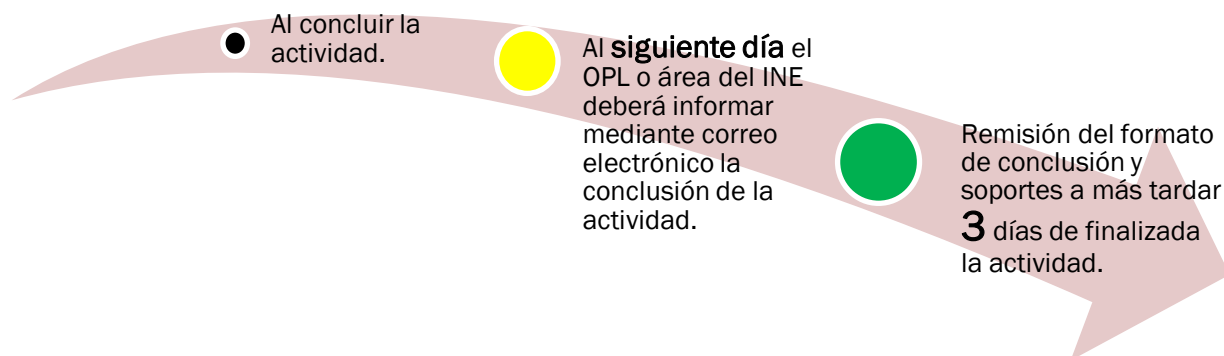 Al concluir la
actividad.
Al siguiente día el
OPL o área del INE
deberá informar
mediante correo
electrónico la
conclusión de la
actividad.
Remisión del formato
de conclusión y
soportes a más tardar
3 días de finalizada
la actividad.